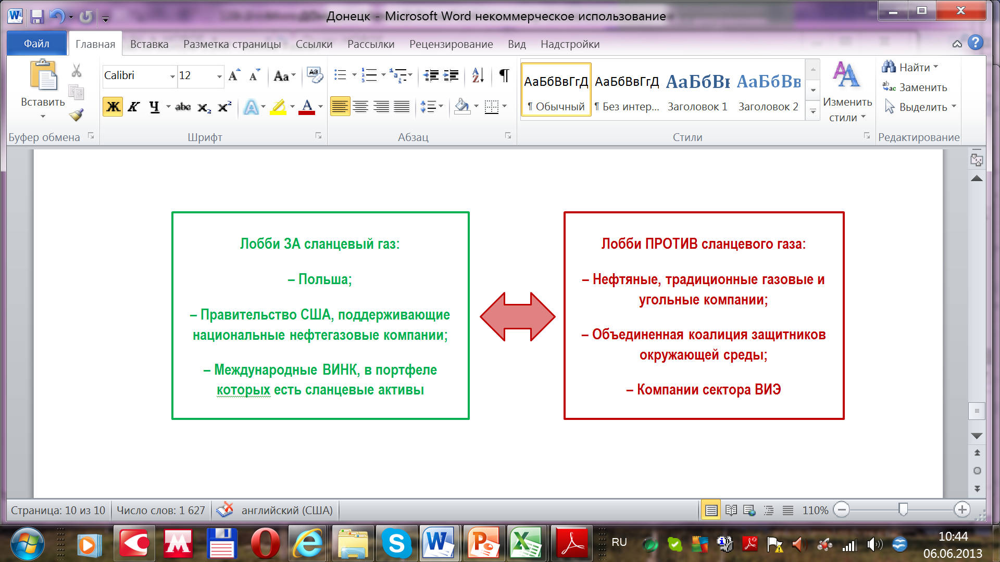 Донецк - Microsoft Word некоммерческое использование
Файл
Главная
Вставка
Разметка страницы
Ссылки
Рассылки
Рецензирование
Вид
Надстройки
Вставить
Буфер обмена
Calibri
12
Шрифт
Абзац
АаБбВвГгД
¶ Обычный
АаБбВвГгД
¶ Без интер...
АаБбВв
Заголовок 1
АаБбВв
Заголовок 2
Изменить
стили
Стили
Найти
Заменить
Выделить
Редактирование
Лобби ЗА сланцевый газ:
– Польша;
– Правительство США, поддерживающие
национальные нефтегазовые компании;
– Международные ВИНК, в портфеле
которых есть сланцевые активы
Лобби ПРОТИВ сланцевого газа:
– Нефтяные, традиционные газовые и
угольные компании;
– Объединенная коалиция защитников
окружающей среды;
– Компании сектора ВИЭ
Страница: 10 из 10
Число слов: 1 627
английский (США)
110%
RU
10:44
06.06.2013